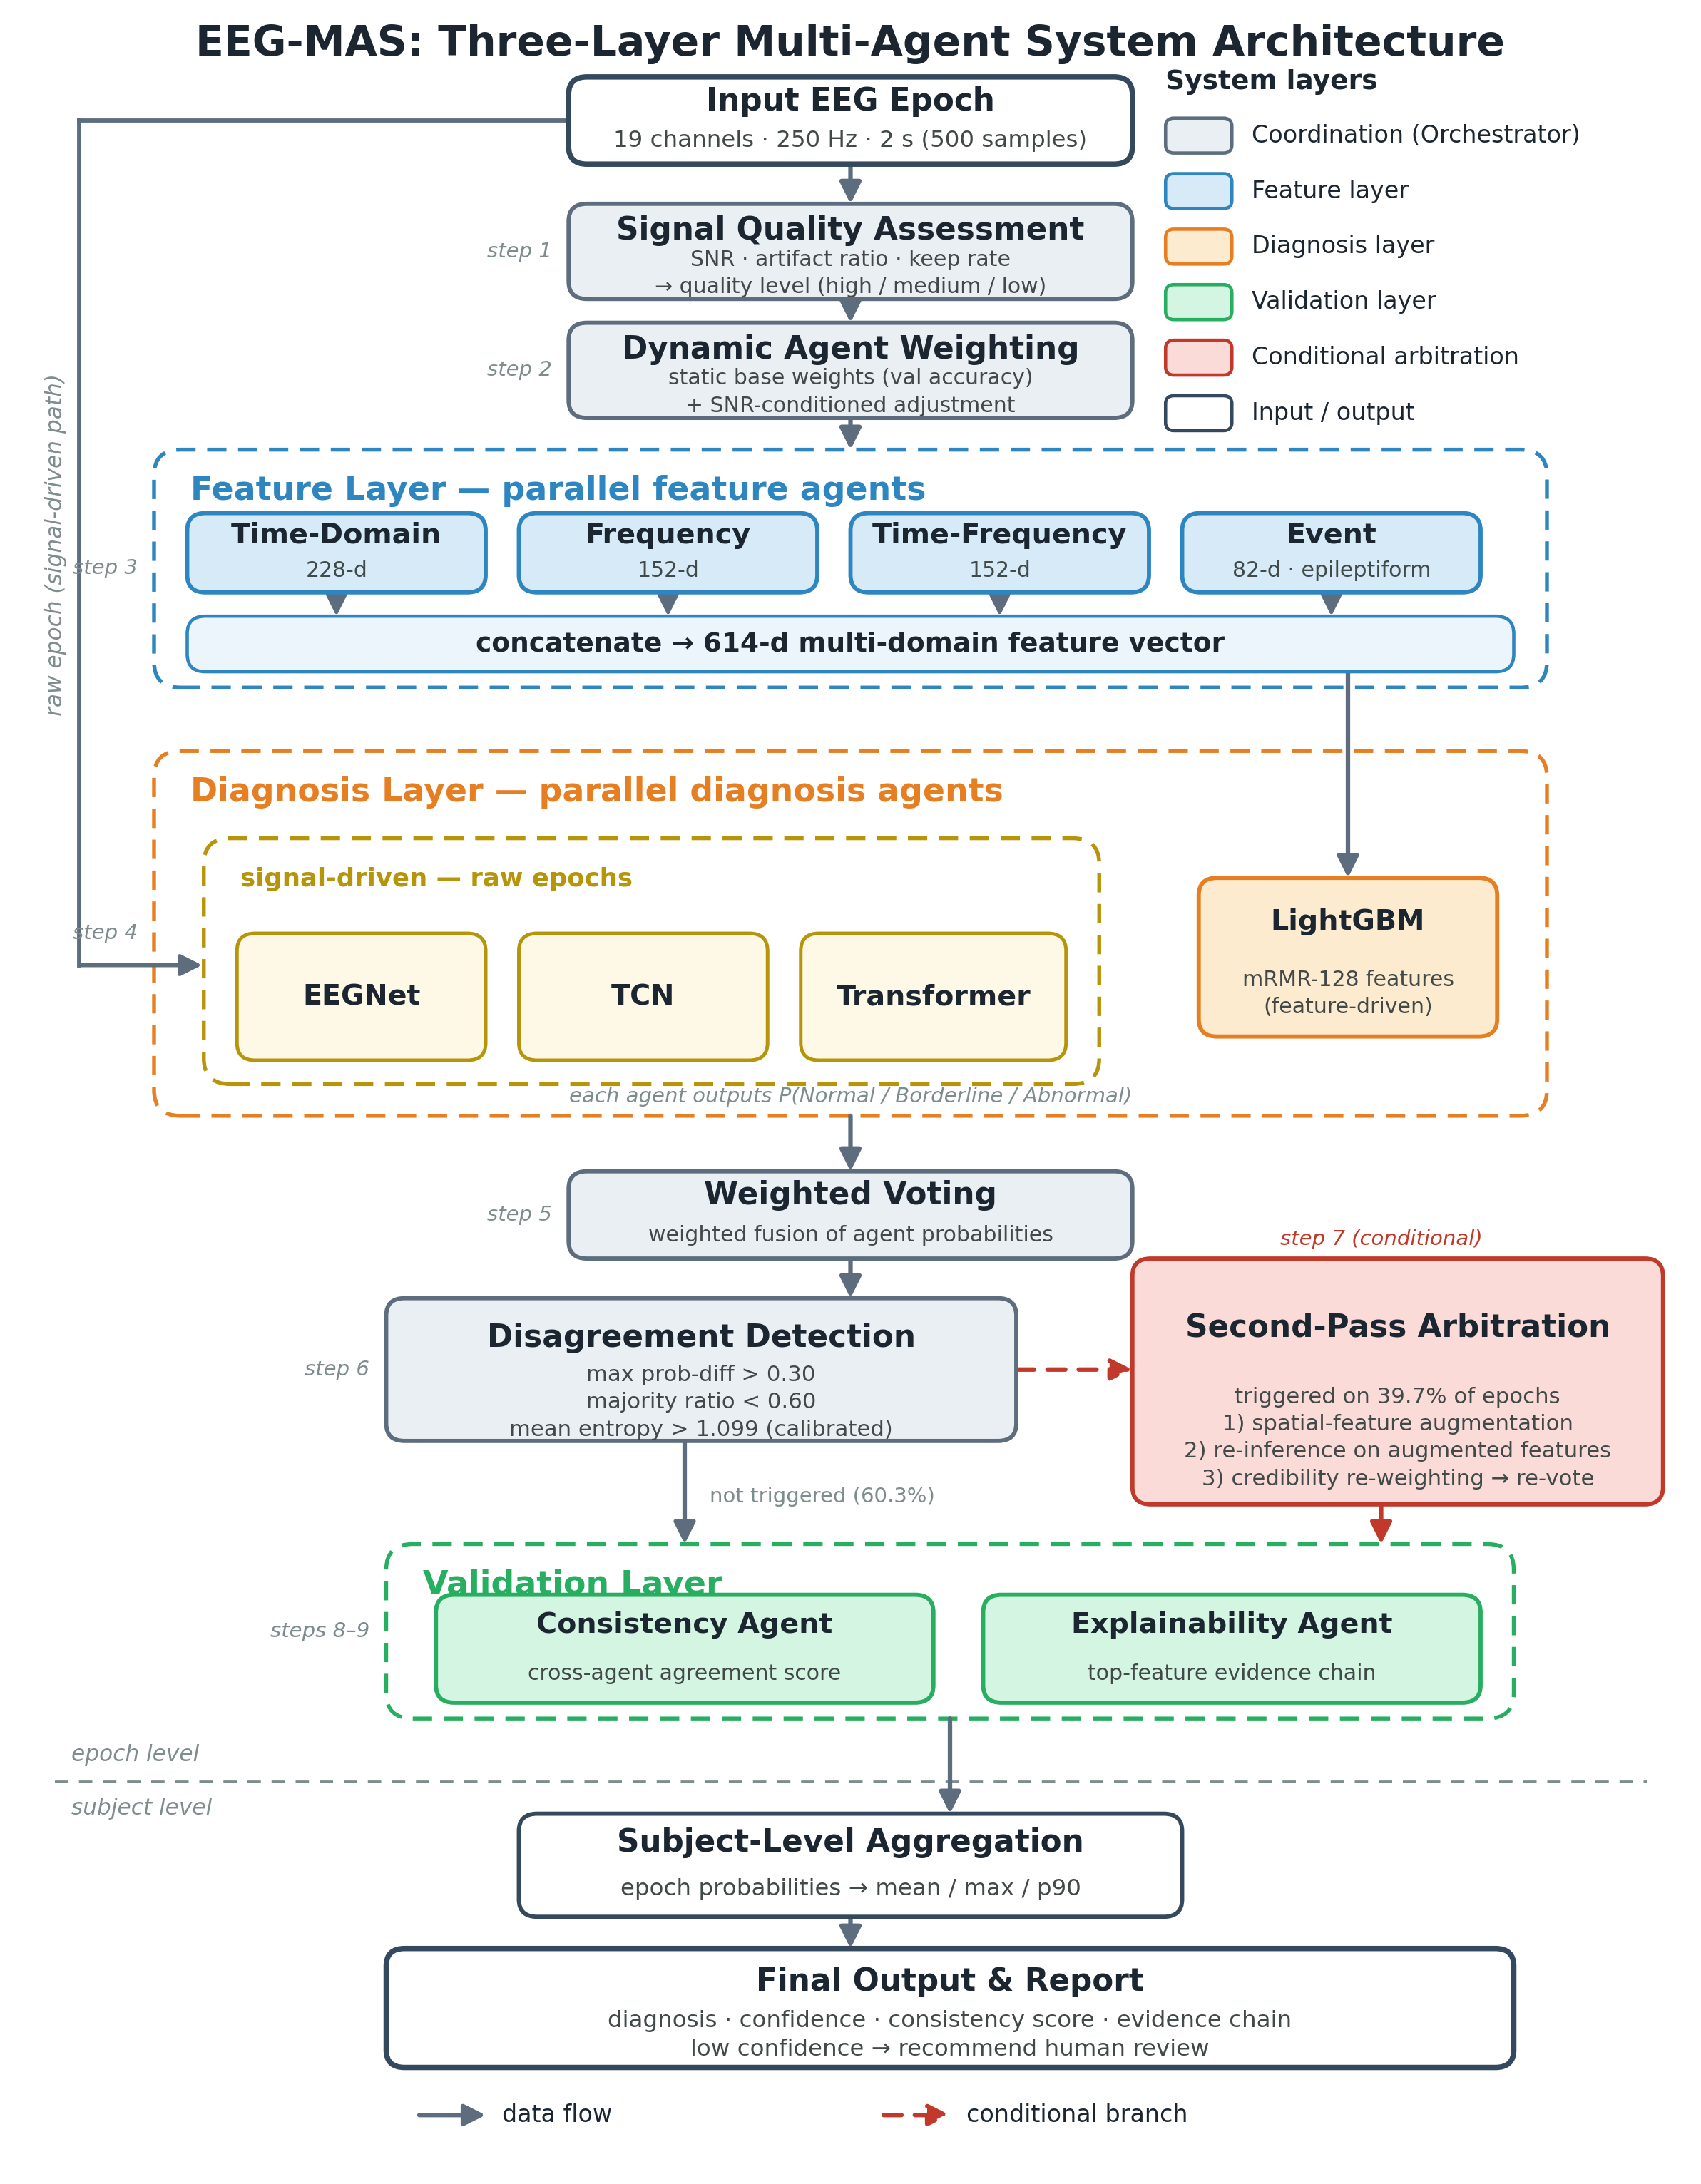 EEG-MAS: Three-Layer Multi-Agent System Architecture
Input EEG Epoch
19 channels · 250 Hz · 2 s (500 samples)
System layers
Coordination (Orchestrator)
Feature layer
Diagnosis layer
Validation layer
Conditional arbitration
Input / output
step 1
Signal Quality Assessment
SNR · artifact ratio · keep rate
→ quality level (high / medium / low)
step 2
Dynamic Agent Weighting
static base weights (val accuracy)
+ SNR-conditioned adjustment
raw epoch (signal-driven path)
step 3
Feature Layer — parallel feature agents
Time-Domain
228-d
Frequency
152-d
Time-Frequency
152-d
Event
82-d · epileptiform
concatenate → 614-d multi-domain feature vector
step 4
Diagnosis Layer — parallel diagnosis agents
signal-driven — raw epochs
EEGNet
TCN
Transformer
LightGBM
mRMR-128 features
(feature-driven)
each agent outputs P(Normal / Borderline / Abnormal)
step 5
Weighted Voting
weighted fusion of agent probabilities
step 6
Disagreement Detection
max prob-diff > 0.30
majority ratio < 0.60
mean entropy > 1.099 (calibrated)
step 7 (conditional)
Second-Pass Arbitration
triggered on 39.7% of epochs
1) spatial-feature augmentation
2) re-inference on augmented features
3) credibility re-weighting → re-vote
not triggered (60.3%)
steps 8–9
Validation Layer
Consistency Agent
cross-agent agreement score
Explainability Agent
top-feature evidence chain
epoch level
subject level
Subject-Level Aggregation
epoch probabilities → mean / max / p90
Final Output & Report
diagnosis · confidence · consistency score · evidence chain
low confidence → recommend human review
data flow
conditional branch